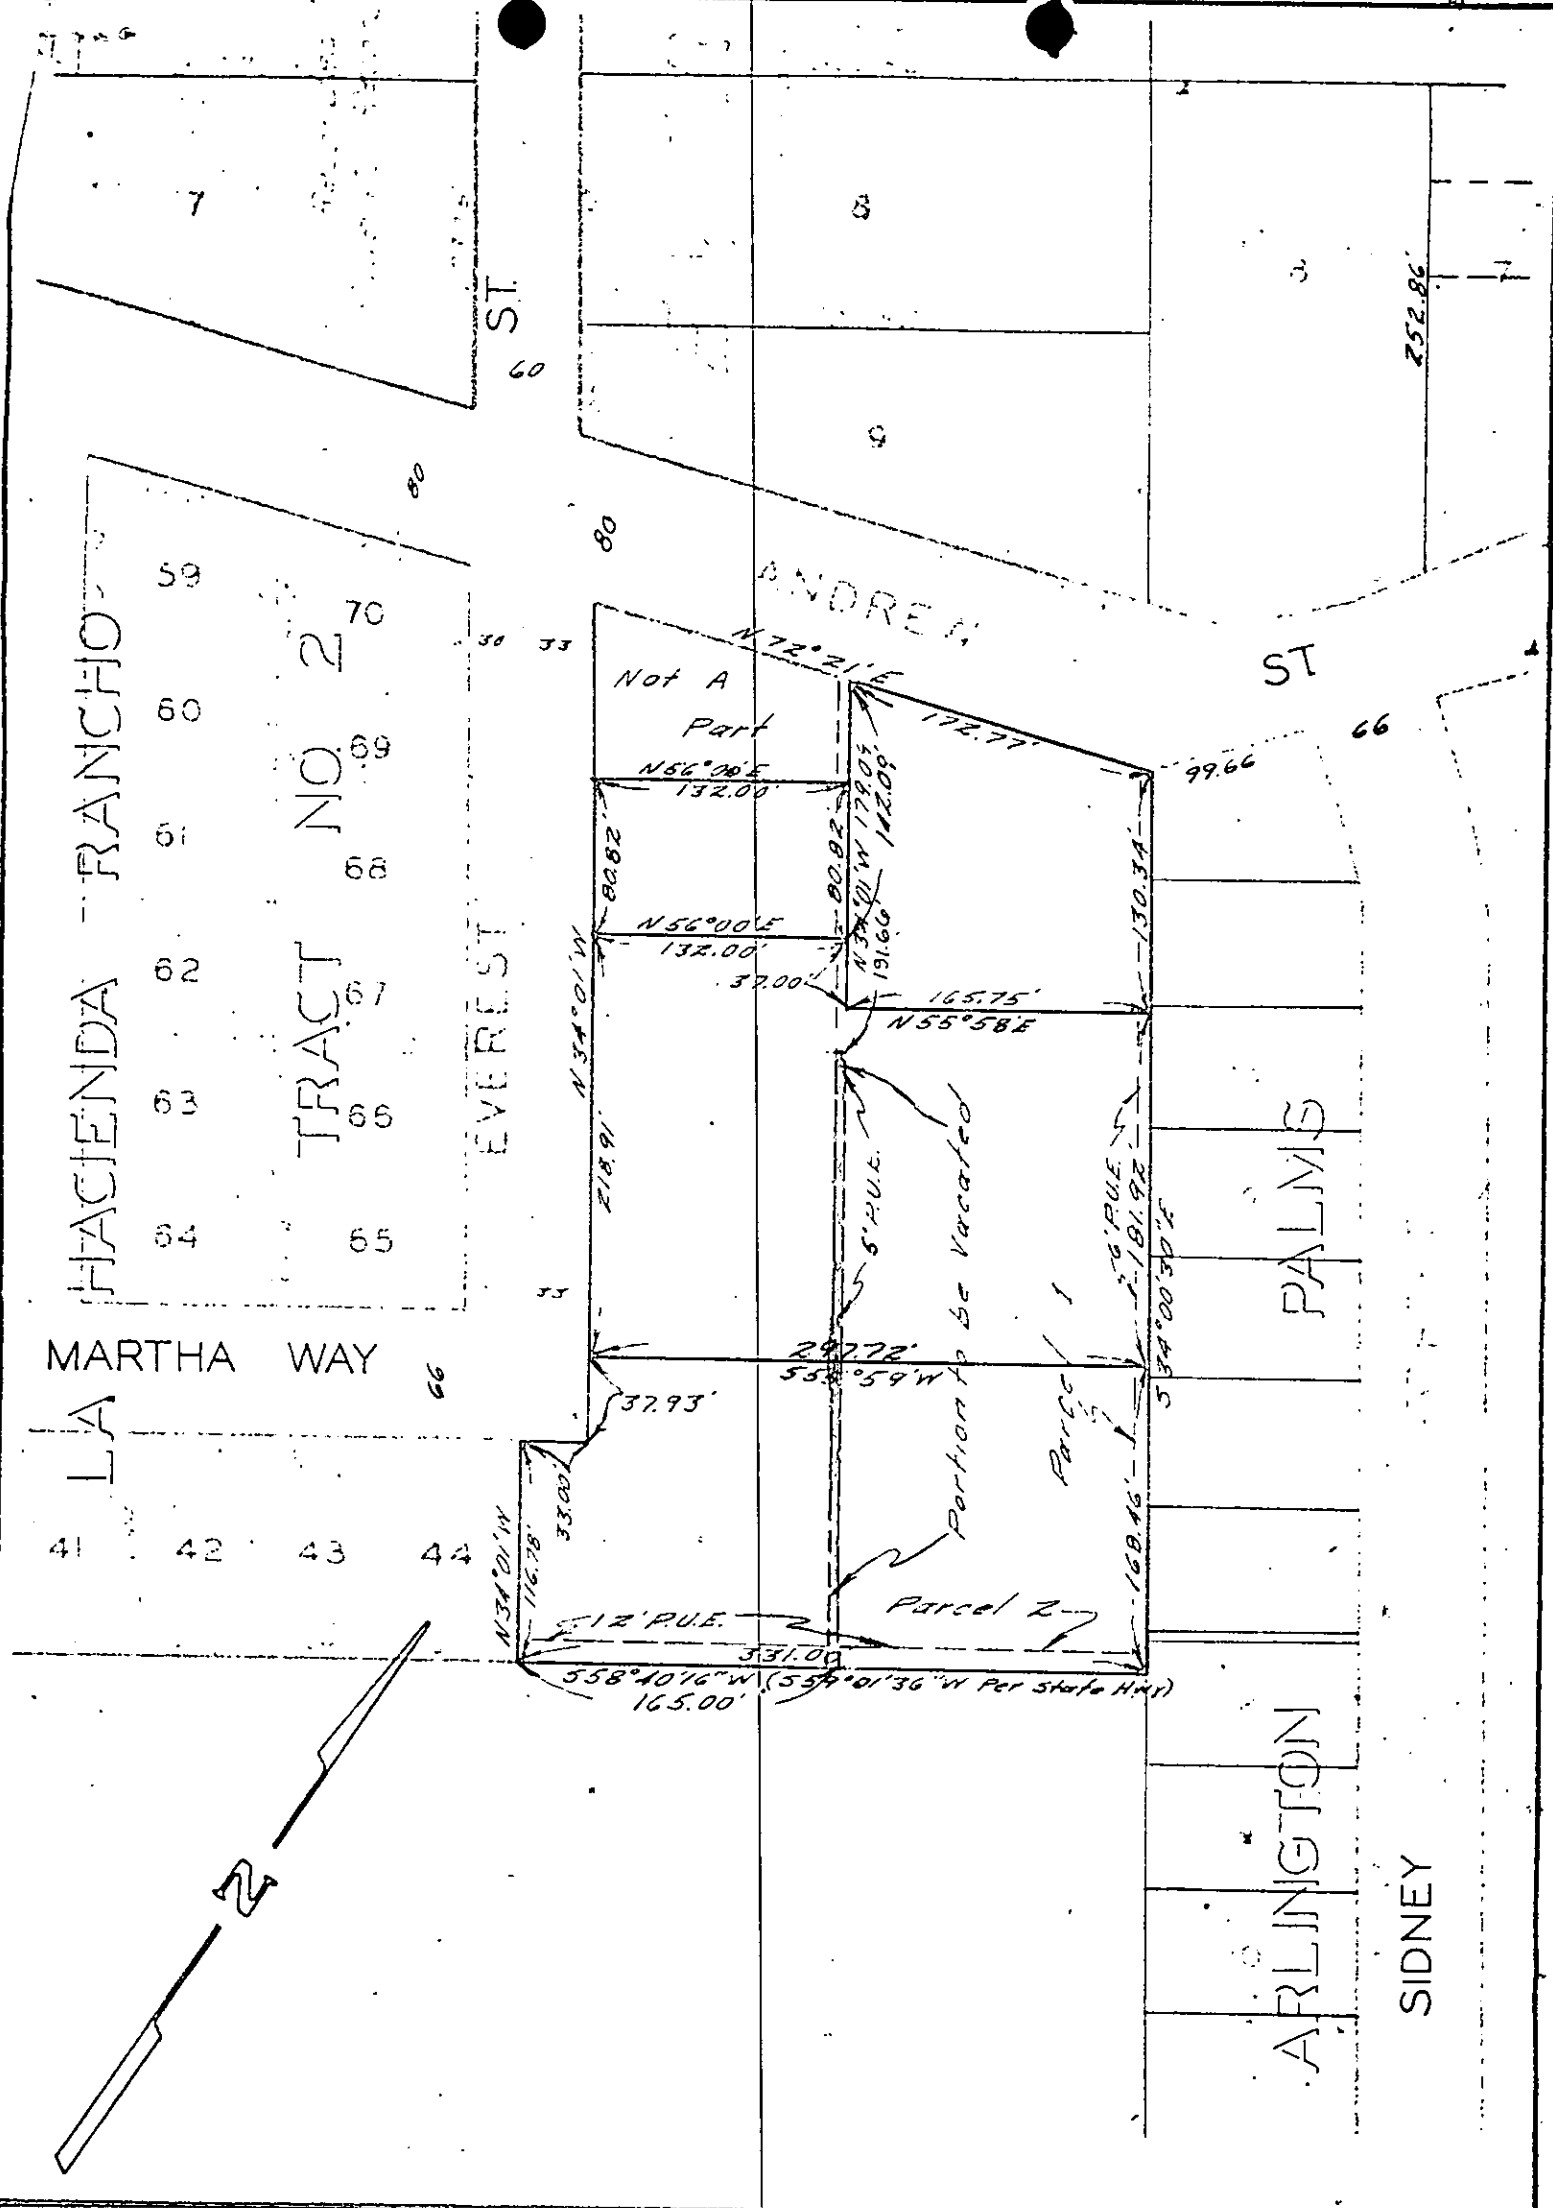 7
8
9
3
7
252.86'
ST.
60
80
80
ANDREW
ST
66
99.66
59
60
61
62
63
64
70
69
68
67
66
65
LA HACIENDA RANCHO
TRACT NO. 2
EVEREST
30
33
33
Not A
Part
N 72°21' E
172.77'
N56°00'E
132.00'
80.82'
80.82'
N34°01'W 179.09'
142.09'
191.66'
130.34'
N56°00'E
132.00'
37.00'
165.75'
N55°58'E
N34°01'W
218.91'
5' P.U.E.
Portion to be Vacated
6' P.U.E.
181.92'
S34°00'30"E
Parcel 1
PALMS
MARTHA WAY
66
297.72'
S55°59'W
37.93'
33.00'
41
42
43
44
N34°01'W
116.78'
168.46'
12' P.U.E.
Parcel 2
331.00
S58°40'16"W (S59°01'36"W Per State Hwy)
165.00'
N
ARLINGTON
SIDNEY